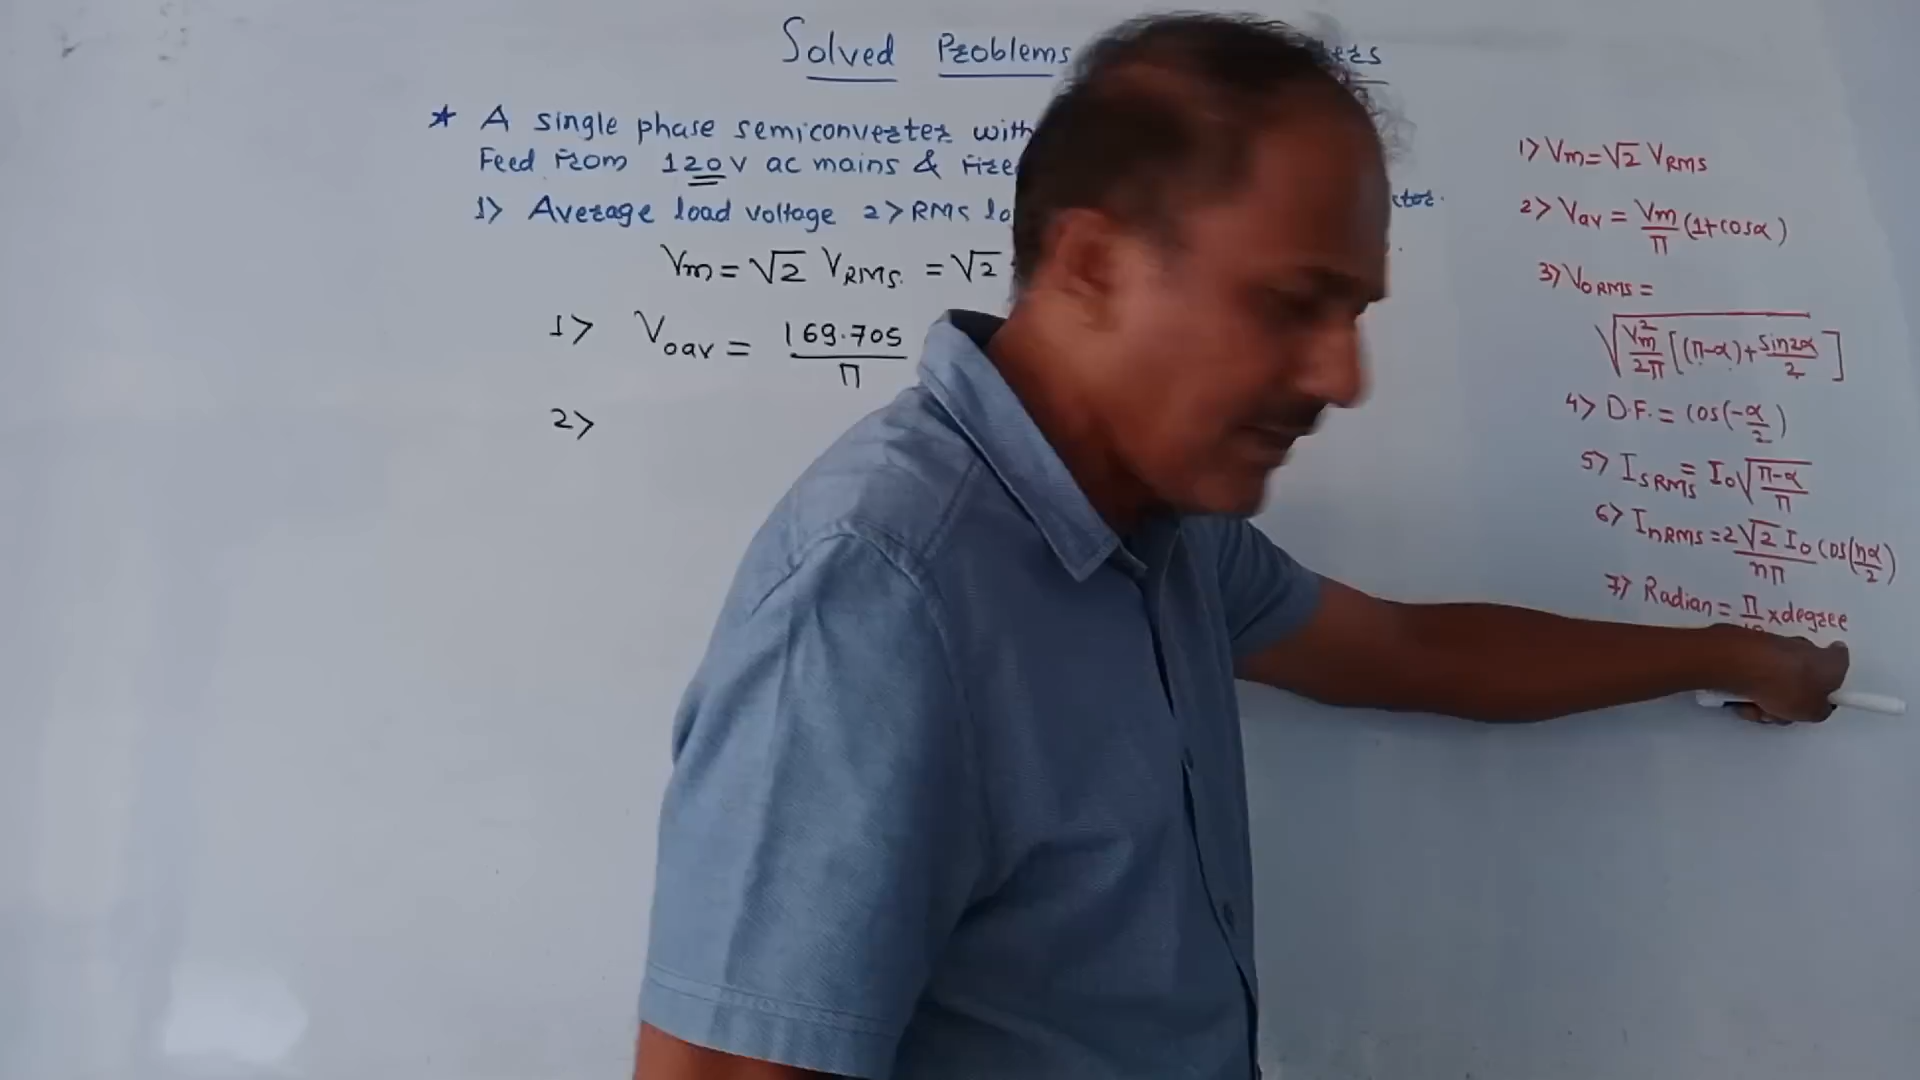 Solved Problems
★ A single phase semiconverter with
Feed from 120V ac mains &
1> Average load voltage 2> RMS
Vm = √2 VRMS. = √2
1> Voav = 169.705 / π
2>
1> Vm = √2 VRMS
2> Vav = Vm/π (1+cosα)
3> VoRMS =
√(Vm²/2π [(π-α) + sin2α/2])
4> D.F. = cos(-α/2)
5> IsRMS = Io √((π-α)/π)
6> InRMS = 2√2 Io/nπ cos(nα/2)
7> Radian = π/ × degree